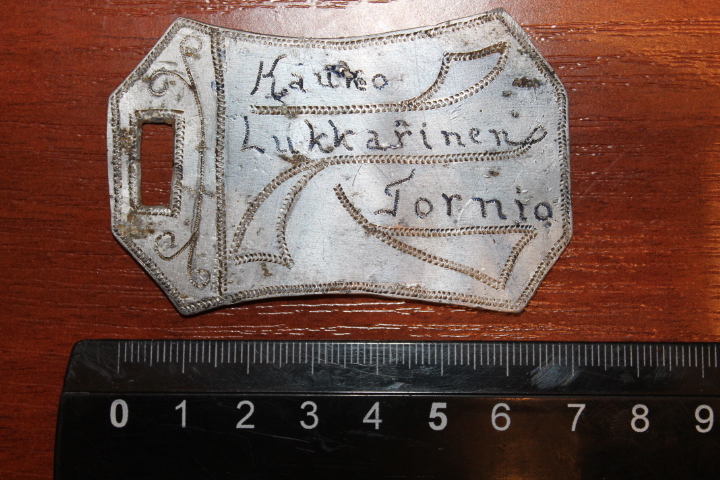 Kauko
Lukkarinen
Tornio
0 1 2 3 4 5 6 7 8 9